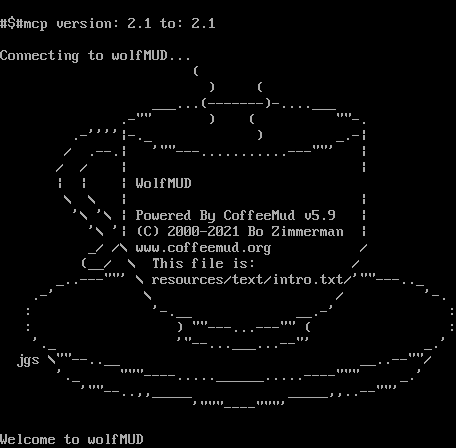 #$#mcp version: 2.1 to: 2.1
Connecting to wolfMUD...
WolfMUD
Powered By CoffeeMud v5.9
(C) 2000-2021 Bo Zimmerman
www.coffeemud.org
This file is:
resources/text/intro.txt
jgs
Welcome to wolfMUD